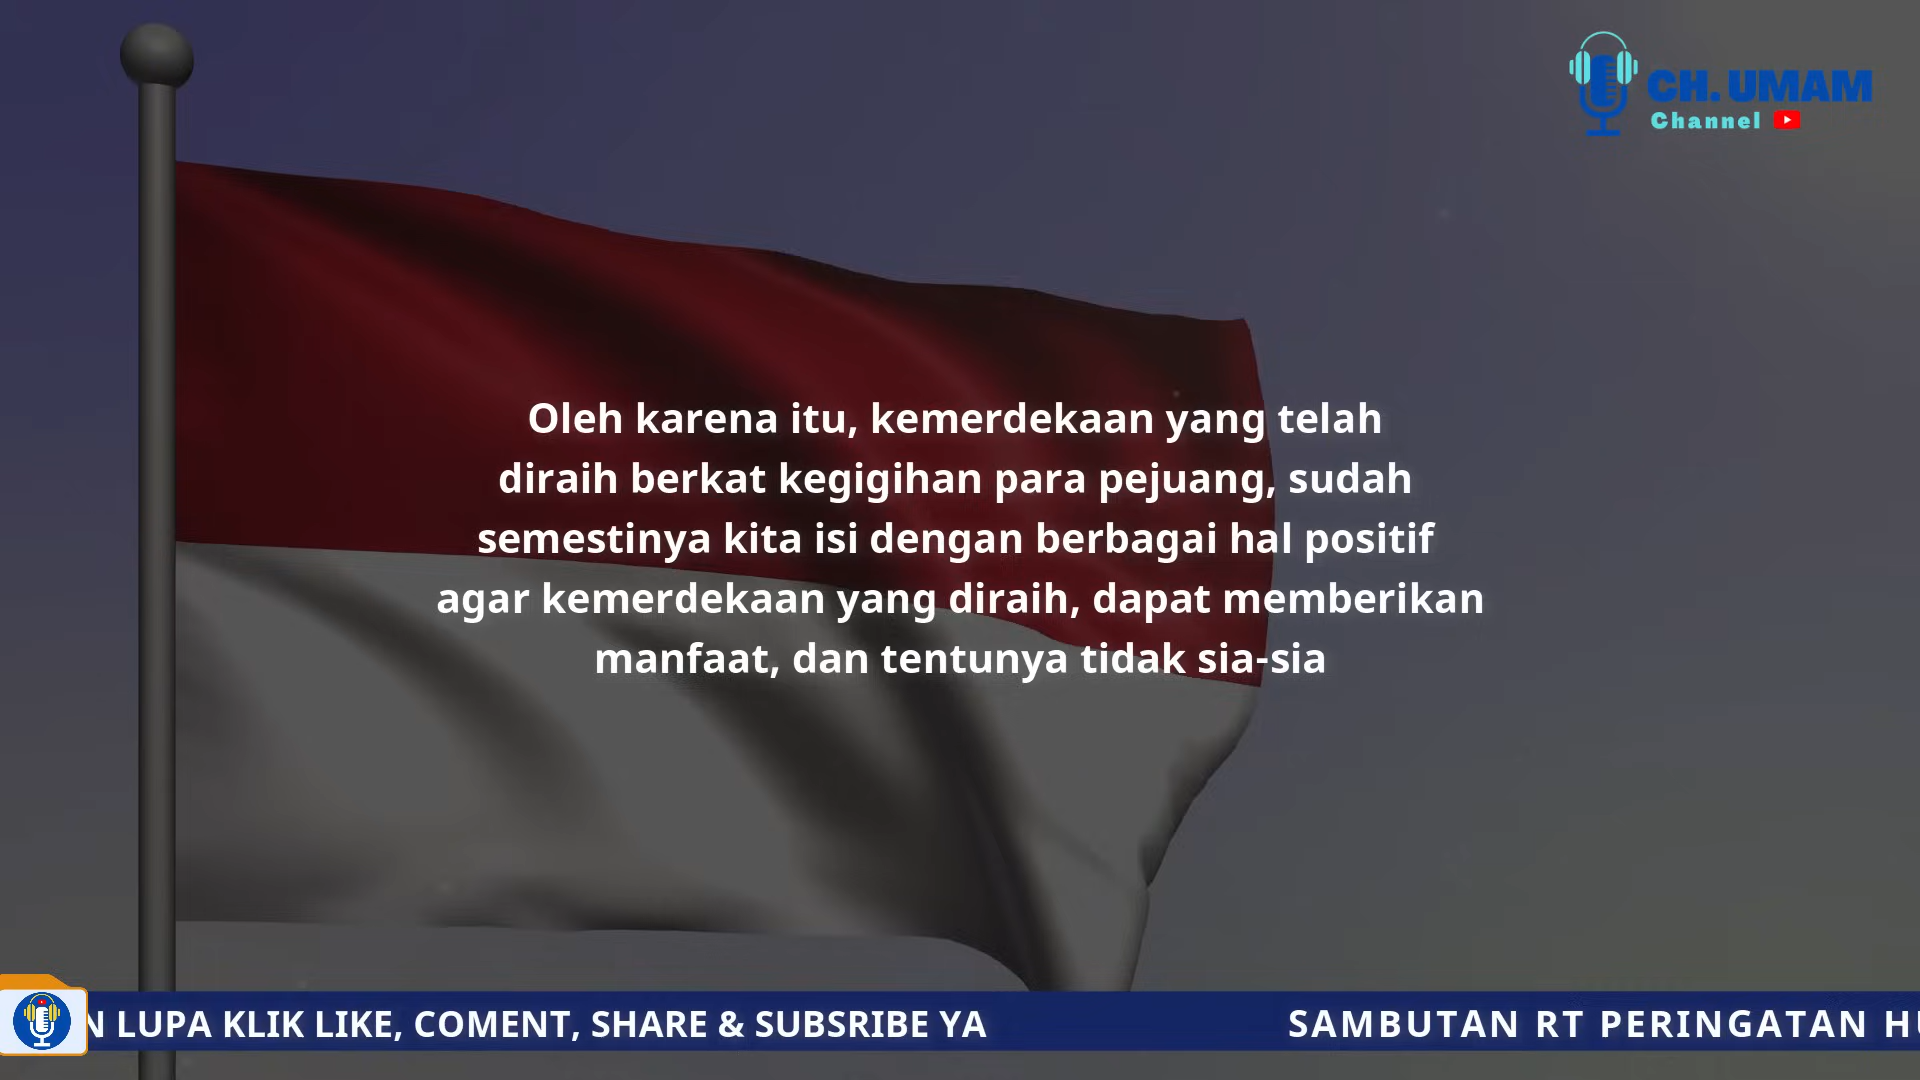 CH. UMAM
Channel
Oleh karena itu, kemerdekaan yang telah
diraih berkat kegigihan para pejuang, sudah
semestinya kita isi dengan berbagai hal positif
agar kemerdekaan yang diraih, dapat memberikan
manfaat, dan tentunya tidak sia-sia
N LUPA KLIK LIKE, COMENT, SHARE & SUBSRIBE YA
SAMBUTAN RT PERINGATAN HU